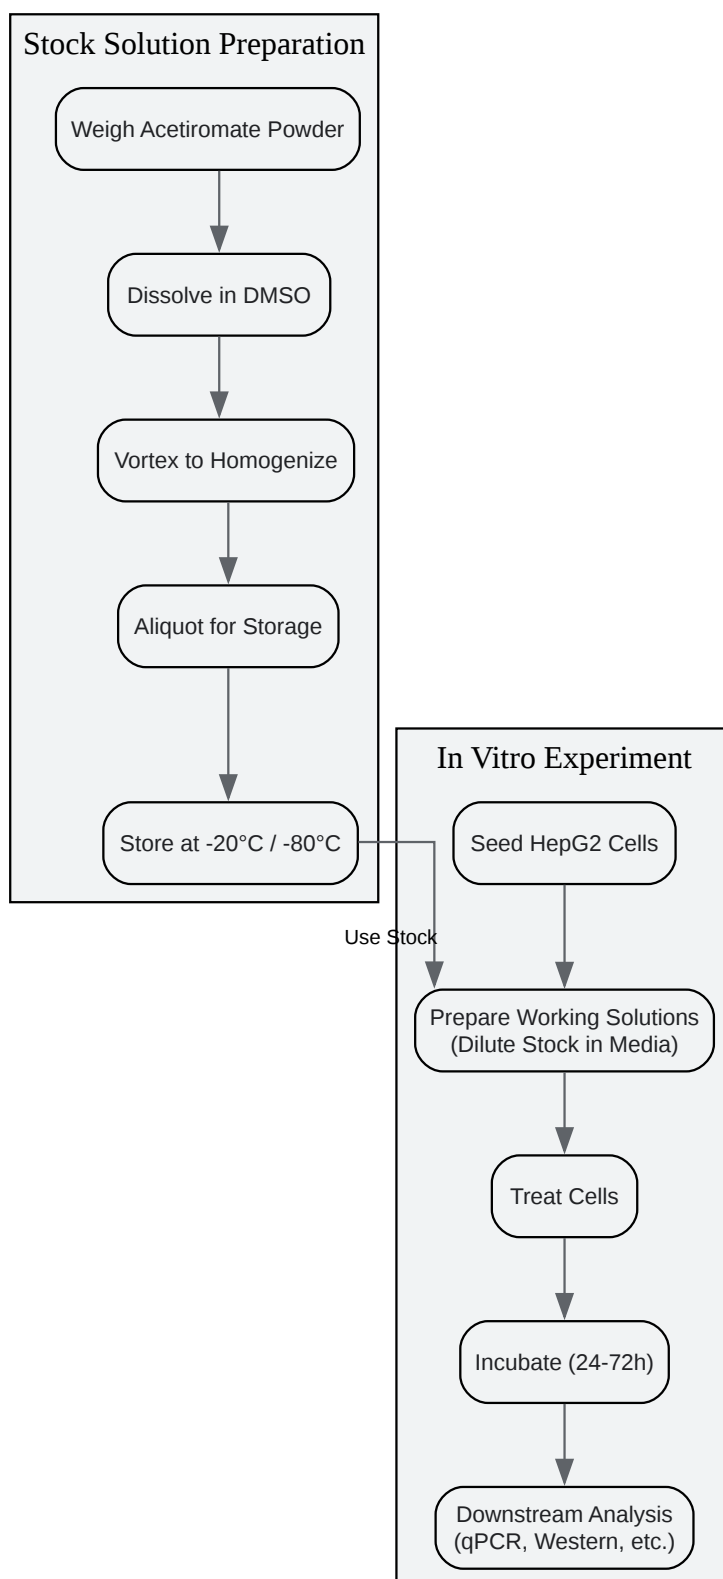 Stock Solution Preparation
Weigh Acetiromate Powder
Dissolve in DMSO
Vortex to Homogenize
Aliquot for Storage
Store at -20°C / -80°C
Use Stock
In Vitro Experiment
Seed HepG2 Cells
Prepare Working Solutions
(Dilute Stock in Media)
Treat Cells
Incubate (24-72h)
Downstream Analysis
(qPCR, Western, etc.)